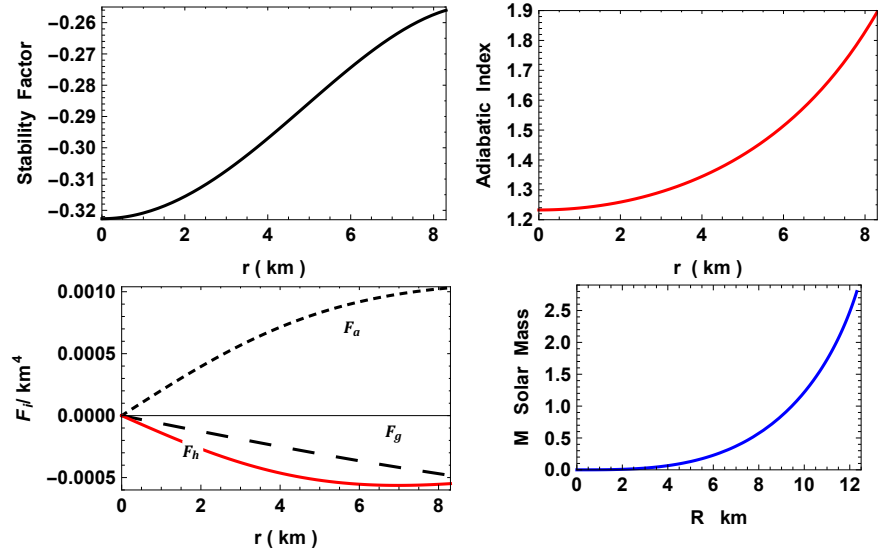 Stability Factor
-0.26
-0.27
-0.28
-0.29
-0.30
-0.31
-0.32
0 2 4 6 8
r ( km )
Adiabatic Index
1.9
1.8
1.7
1.6
1.5
1.4
1.3
1.2
0 2 4 6 8
r ( km )
F_i/ km^4
0.0010
0.0005
0.0000
-0.0005
F_a
F_g
F_h
0 2 4 6 8
r ( km )
M Solar Mass
2.5
2.0
1.5
1.0
0.5
0.0
0 2 4 6 8 10 12
R km